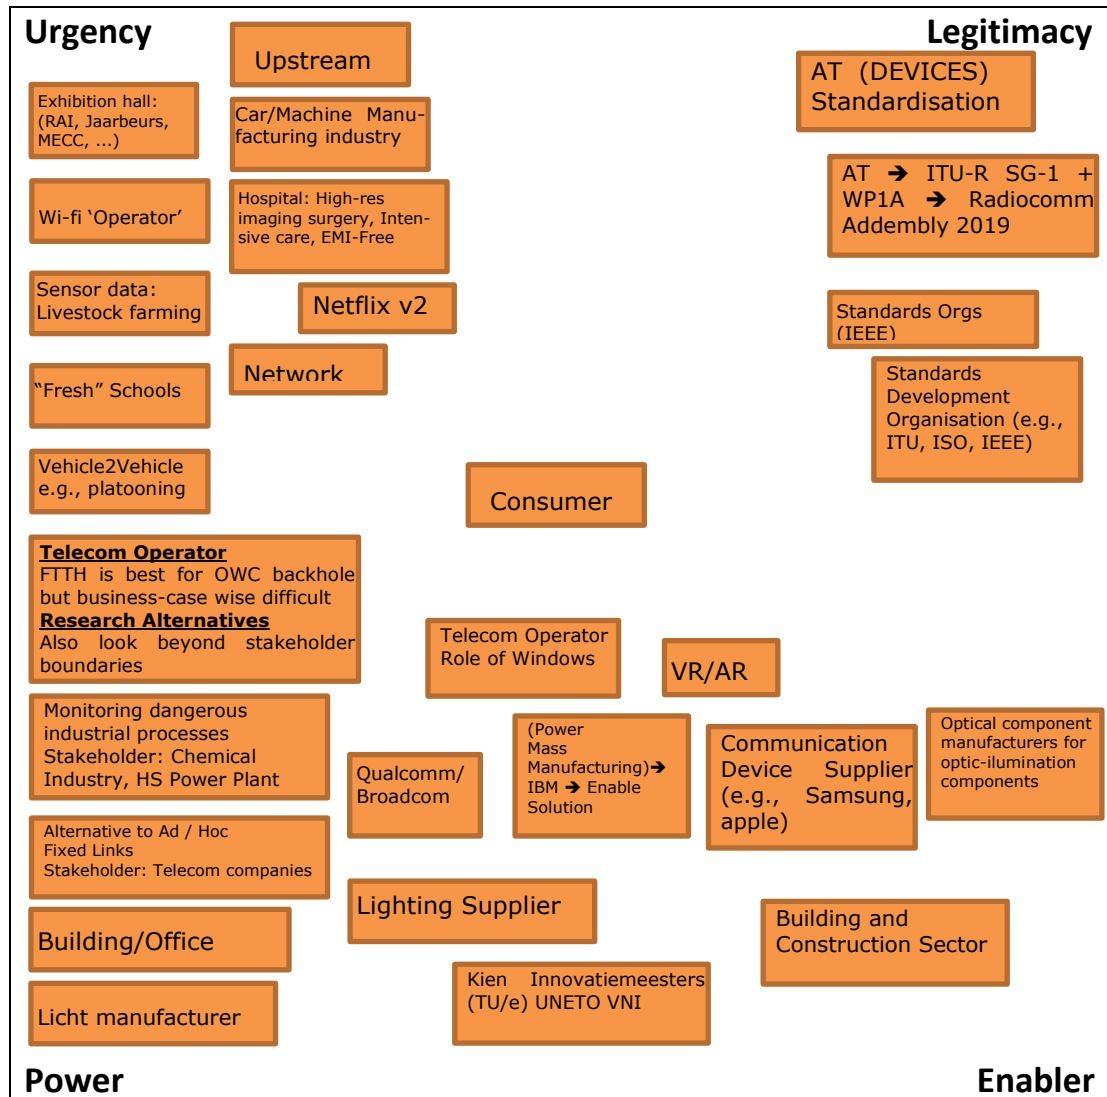 Urgency
Legitimacy
Upstream
AT (DEVICES)
Standardisation
Exhibition hall:
(RAI, Jaarbeurs,
MECC, ...)
Car/Machine Manu-
facturing industry
AT ➔ ITU-R SG-1 +
WP1A ➔ Radiocomm
Addembly 2019
Wi-fi ‘Operator’
Hospital: High-res
imaging surgery, Inten-
sive care, EMI-Free
Sensor data:
Livestock farming
Netflix v2
Standards Orgs
(IEEE)
“Fresh” Schools
Network
Standards
Development
Organisation (e.g.,
ITU, ISO, IEEE)
Vehicle2Vehicle
e.g., platooning
Consumer
Telecom Operator
FTTH is best for OWC backhole
but business-case wise difficult
Research Alternatives
Also look beyond stakeholder
boundaries
Telecom Operator
Role of Windows
VR/AR
Monitoring dangerous
industrial processes
Stakeholder: Chemical
Industry, HS Power Plant
Qualcomm/
Broadcom
(Power
Mass
Manufacturing)➔
IBM ➔ Enable
Solution
Communication
Device Supplier
(e.g., Samsung,
apple)
Optical component
manufacturers for
optic-ilumination
components
Alternative to Ad / Hoc
Fixed Links
Stakeholder: Telecom companies
Lighting Supplier
Building and
Construction Sector
Building/Office
Kien Innovatiemeesters
(TU/e) UNETO VNI
Licht manufacturer
Power
Enabler